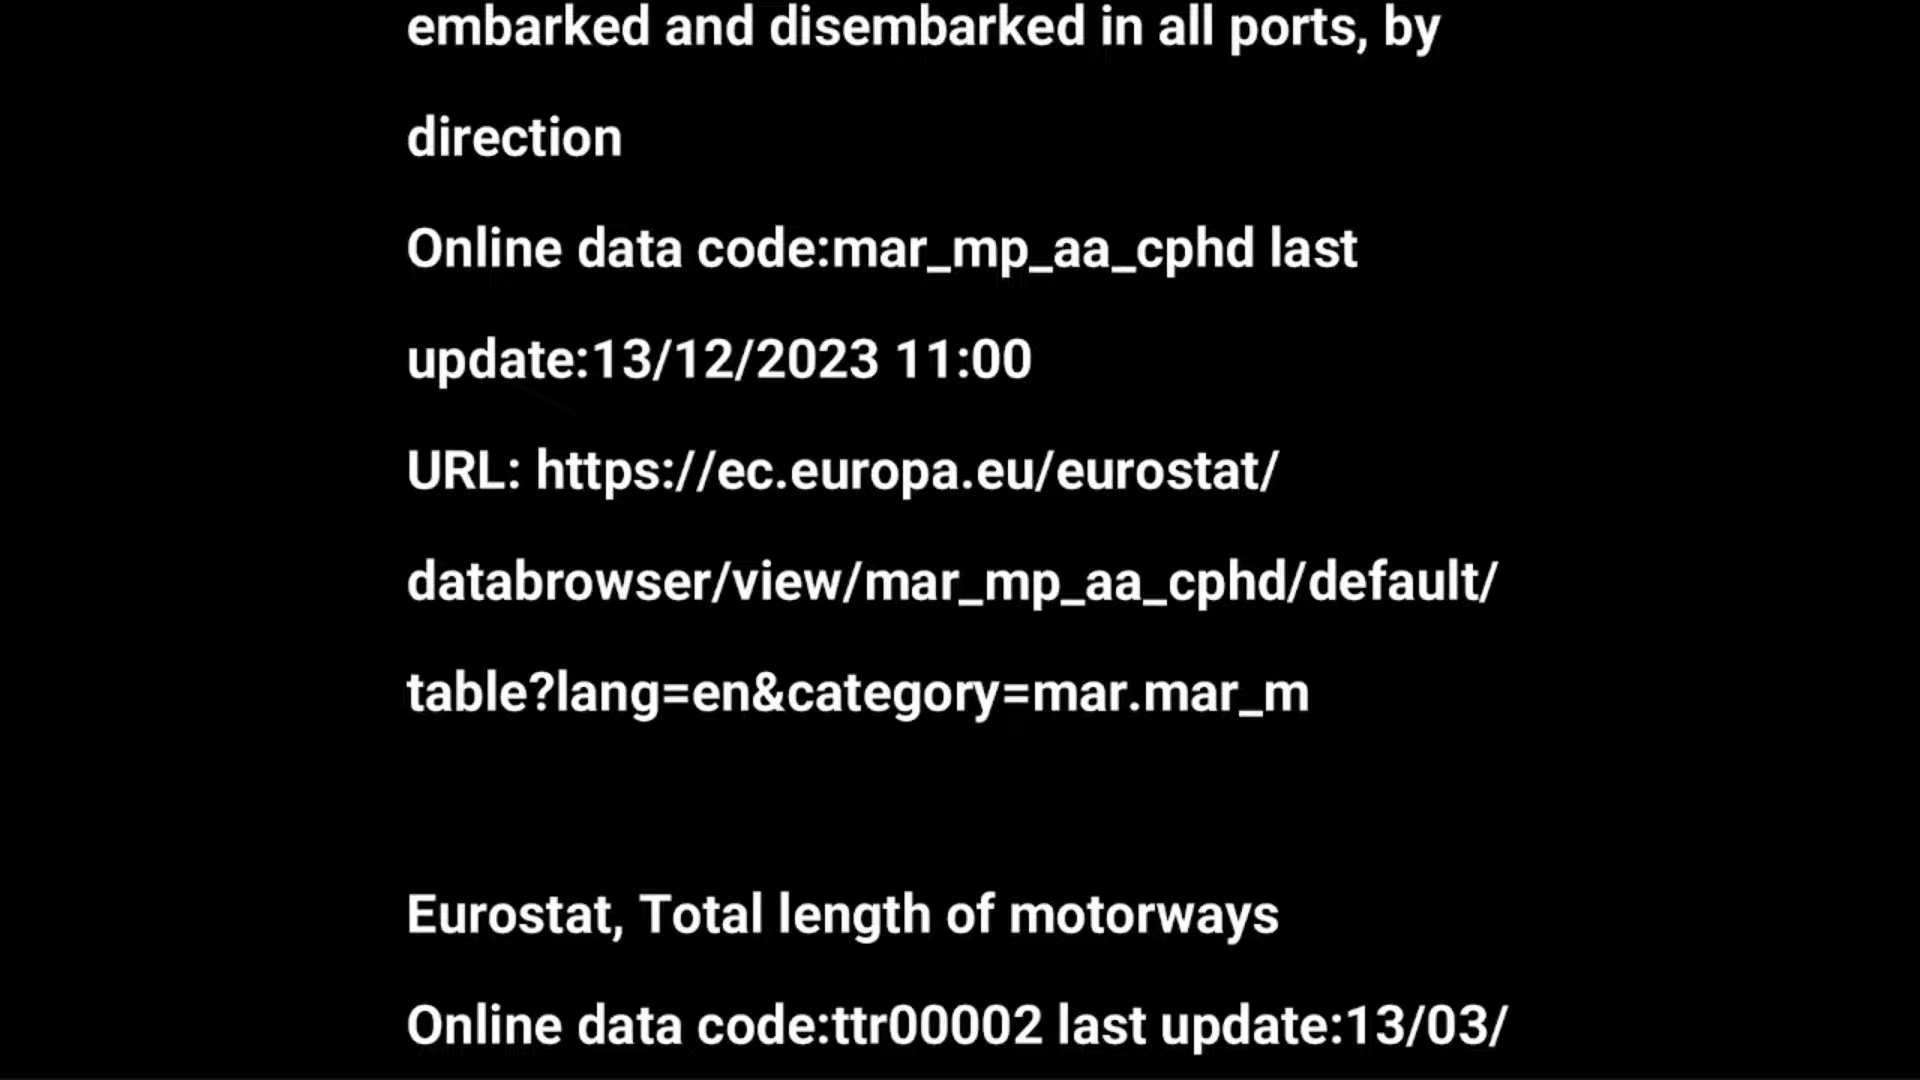 embarked and disembarked in all ports, by
direction
Online data code:mar_mp_aa_cphd last
update:13/12/2023 11:00
URL: https://ec.europa.eu/eurostat/
databrowser/view/mar_mp_aa_cphd/default/
table?lang=en&category=mar.mar_m
Eurostat, Total length of motorways
Online data code:ttr00002 last update:13/03/